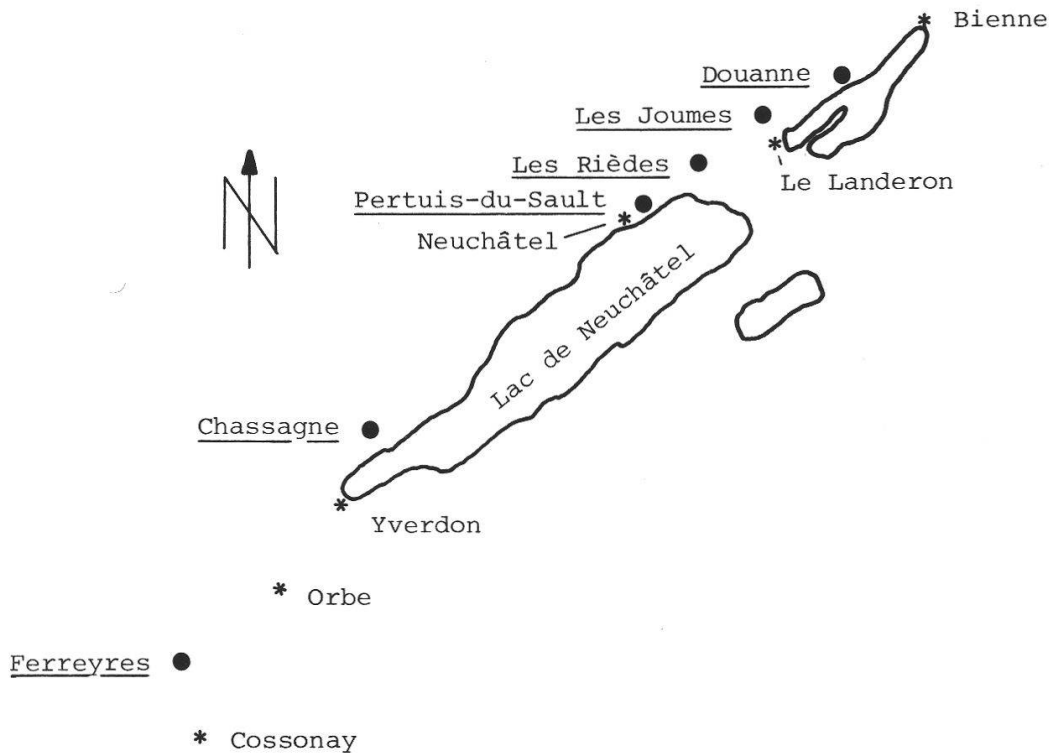 Bienne
Douanne
Les Joumes
Les Rièdes
Le Landeron
Pertuis-du-Sault
Neuchâtel
Lac de Neuchâtel
Chassagne
Yverdon
Orbe
Ferreyres
Cossonay
N